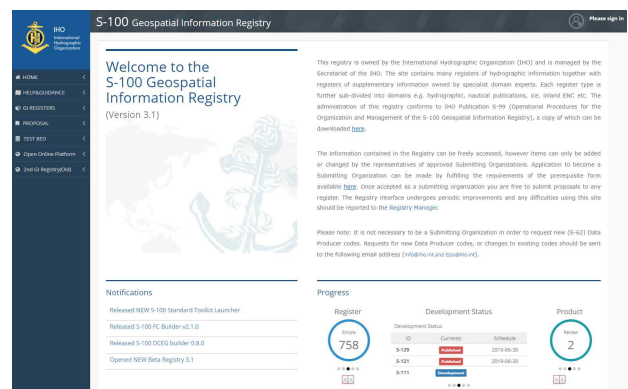 IHO
International
Hydrographic
Organization
S-100 Geospatial Information Registry
Please sign in
HOME
HELP&GUIDANCE
GI REGISTERS
PROPOSAL
TEST BED
Open Online Platform
2nd GI Registry(Old)
Welcome to the
S-100 Geospatial
Information Registry
(Version 3.1)
This registry is owned by the International Hydrographic Organization (IHO) and is managed by the
Secretariat of the IHO. The site contains many registers of hydrographic information together with
registers of supplementary information owned by specialist domain experts. Each register type is
further sub-divided into domains e.g. hydrographic, nautical publications, ice, inland ENC etc. The
administration of this registry conforms to IHO Publication S-99 (Operational Procedures for the
Organization and Management of the S-100 Geospatial Information Registry), a copy of which can be
downloaded here.
The information contained in the Registry can be freely accessed, however items can only be added
or changed by the representatives of approved Submitting Organizations. Application to become a
Submitting Organization can be made by fulfilling the requirements of the prerequisite form
available here. Once accepted as a submitting organization you are free to submit proposals to any
register. The Registry interface undergoes periodic improvements and any difficulties using this site
should be reported to the Registry Manager.
Please note: It is not necessary to be a Submitting Organization in order to request new (S-62) Data
Producer codes. Requests for new Data Producer codes, or changes to existing codes should be sent
to the following email address (info@iho.int and isso@iho.int).
Notifications
Released NEW S-100 Standard Toolkit Launcher
Released S-100 FC Builder v2.1.0
Released S-100 DCEG builder 0.8.0
Opened NEW Beta Registry 3.1
Progress
Register
Simple
758
Development Status
Development Status
ID Currents Schedule
S-129 Published 2019-06-30
S-121 Published 2019-06-30
S-111 Development
Product
Review
2